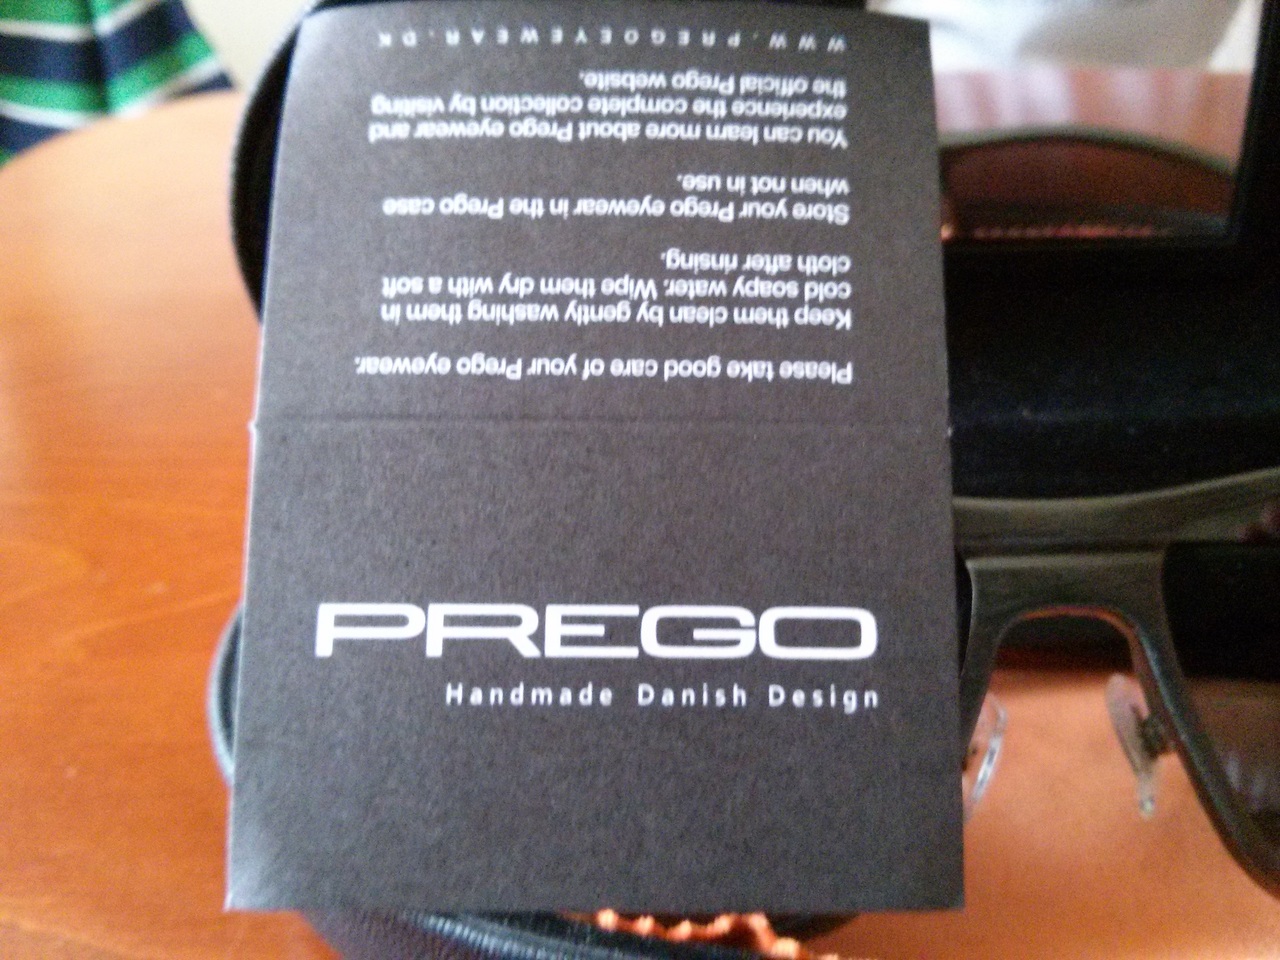 PREGO
Handmade Danish Design
Please take good care of your Prego eyewear.
Keep them clean by gently washing them in
cold soapy water. Wipe them dry with a soft
cloth after rinsing.
Store your Prego eyewear in the Prego case
when not in use.
You can learn more about Prego eyewear and
experience the complete collection by visiting
the official Prego website.
WWW.PREGOEYEWEAR.DK